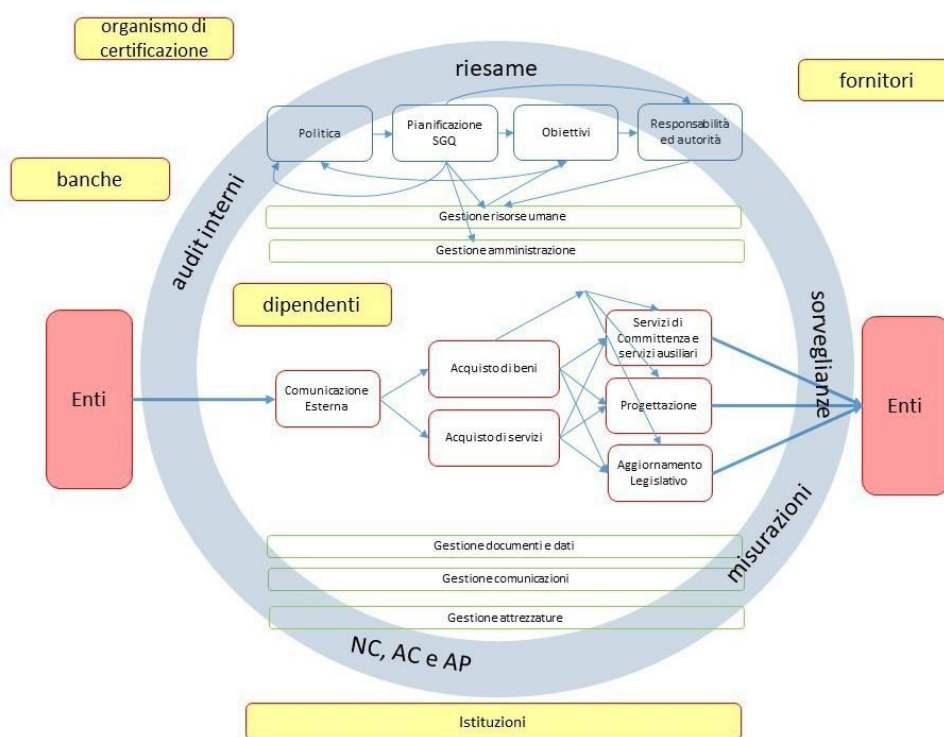 organismo di
certificazione
riesame
fornitori
Politica
Pianificazione
SGQ
Obiettivi
Responsabilità
ed autorità
banche
audit interni
Gestione risorse umane
Gestione amministrazione
dipendenti
sorveglianze
Servizi di
Committenza e
servizi ausiliari
Enti
Comunicazione
Esterna
Acquisto di beni
Progettazione
Enti
Acquisto di servizi
Aggiornamento
Legislativo
misurazioni
Gestione documenti e dati
Gestione comunicazioni
Gestione attrezzature
NC, AC e AP
Istituzioni